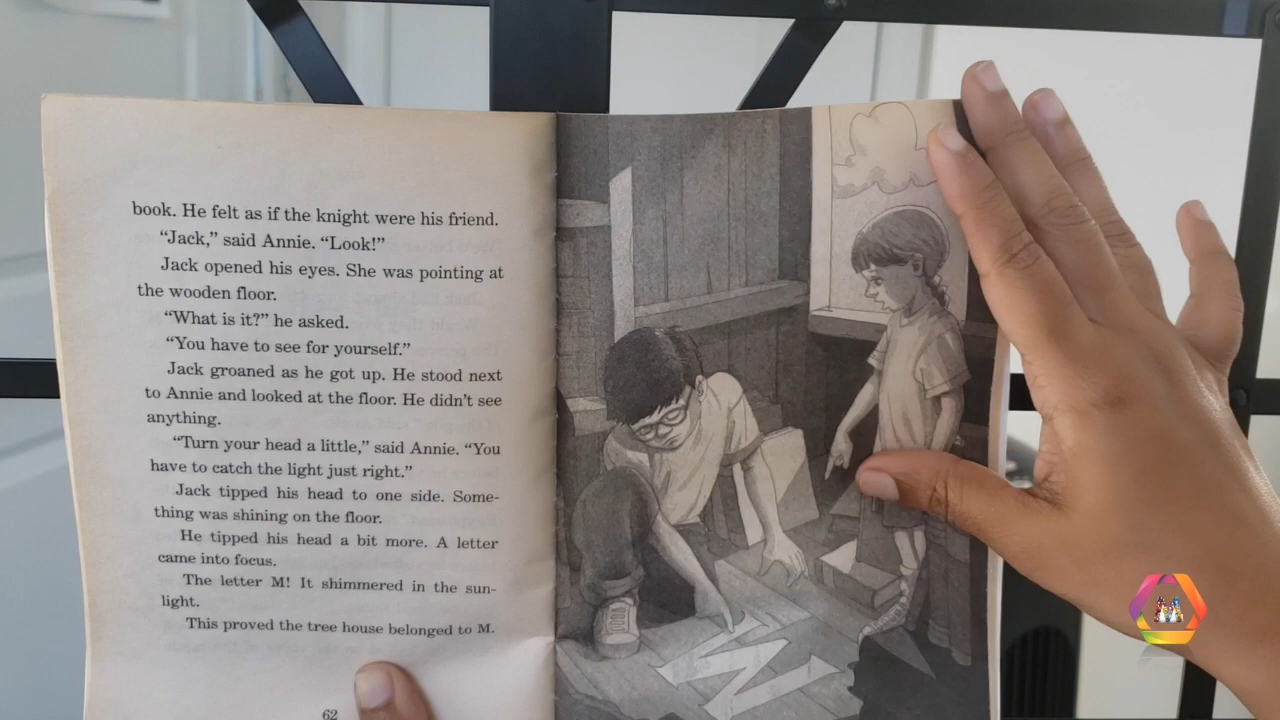 book. He felt as if the knight were his friend.
“Jack,” said Annie. “Look!”
Jack opened his eyes. She was pointing at
the wooden floor.
“What is it?” he asked.
“You have to see for yourself.”
Jack groaned as he got up. He stood next
to Annie and looked at the floor. He didn’t see
anything.
“Turn your head a little,” said Annie. “You
have to catch the light just right.”
Jack tipped his head to one side. Some-
thing was shining on the floor.
He tipped his head a bit more. A letter
came into focus.
The letter M! It shimmered in the sun-
light.
This proved the tree house belonged to M.
62
M